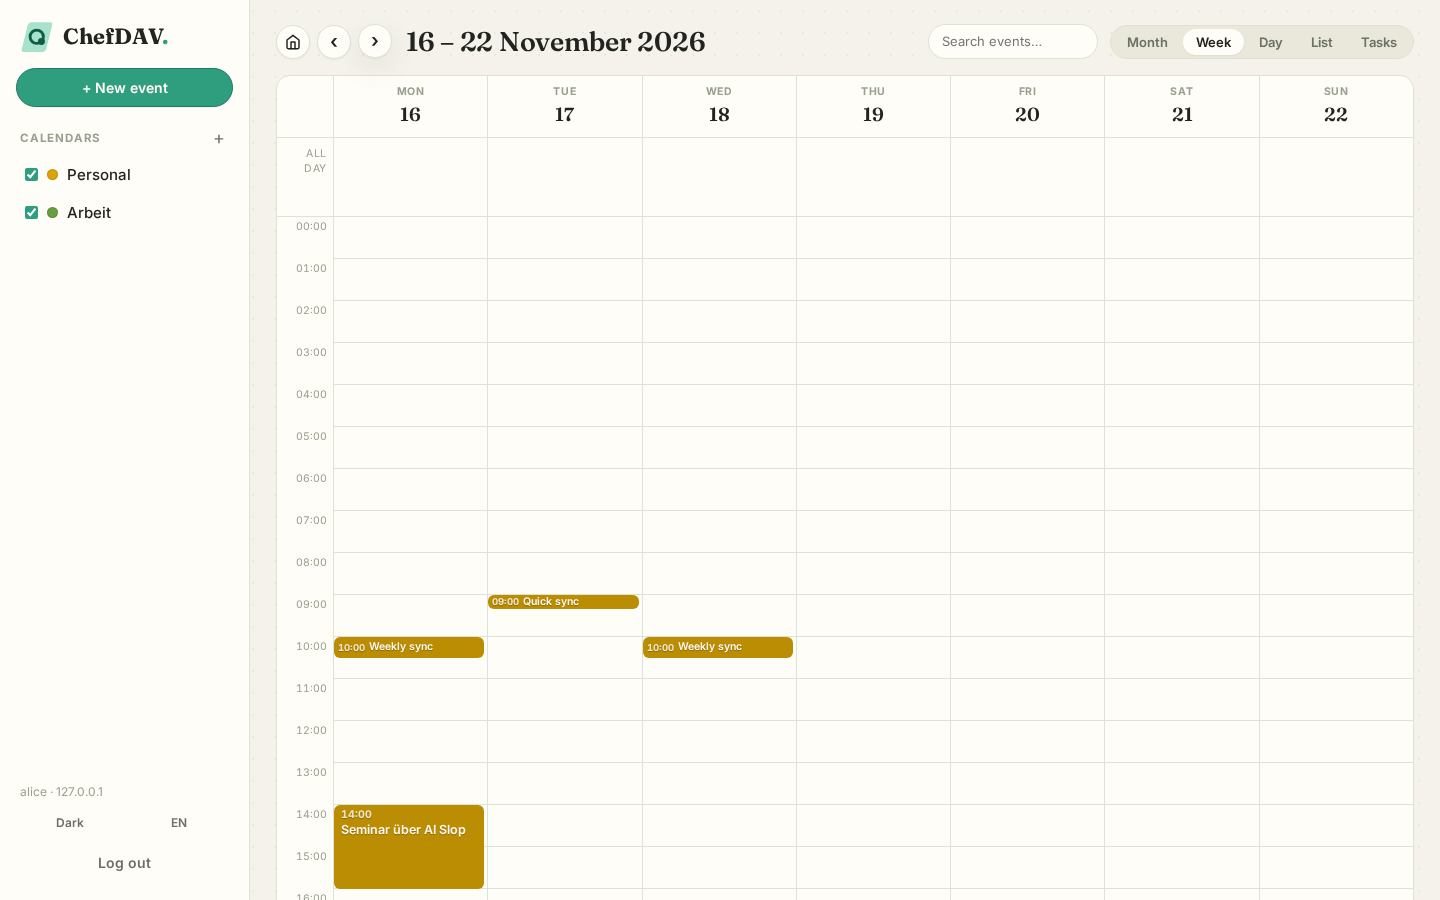 ChefDAV.
+ New event
CALENDARS +
Personal
Arbeit
alice · 127.0.0.1
Dark EN
Log out
‹ › 16 – 22 November 2026
Search events...
Month Week Day List Tasks
MON TUE WED THU FRI SAT SUN
16 17 18 19 20 21 22
ALL
DAY
00:00
01:00
02:00
03:00
04:00
05:00
06:00
07:00
08:00
09:00
09:00 Quick sync
10:00
10:00 Weekly sync
10:00 Weekly sync
11:00
12:00
13:00
14:00
14:00
Seminar über AI Slop
15:00
16:00